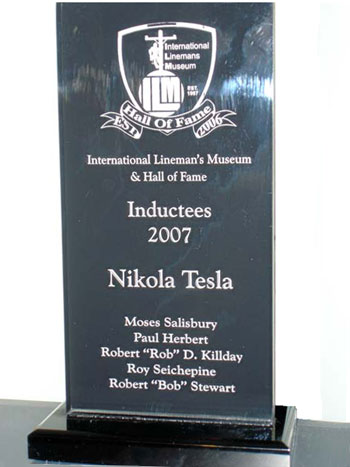 International
Linemans
Museum
ILM
EST
1997
Hall Of Fame
EST 2006
International Lineman's Museum
& Hall of Fame
Inductees
2007
Nikola Tesla
Moses Salisbury
Paul Herbert
Robert "Rob" D. Killday
Roy Seichepine
Robert "Bob" Stewart